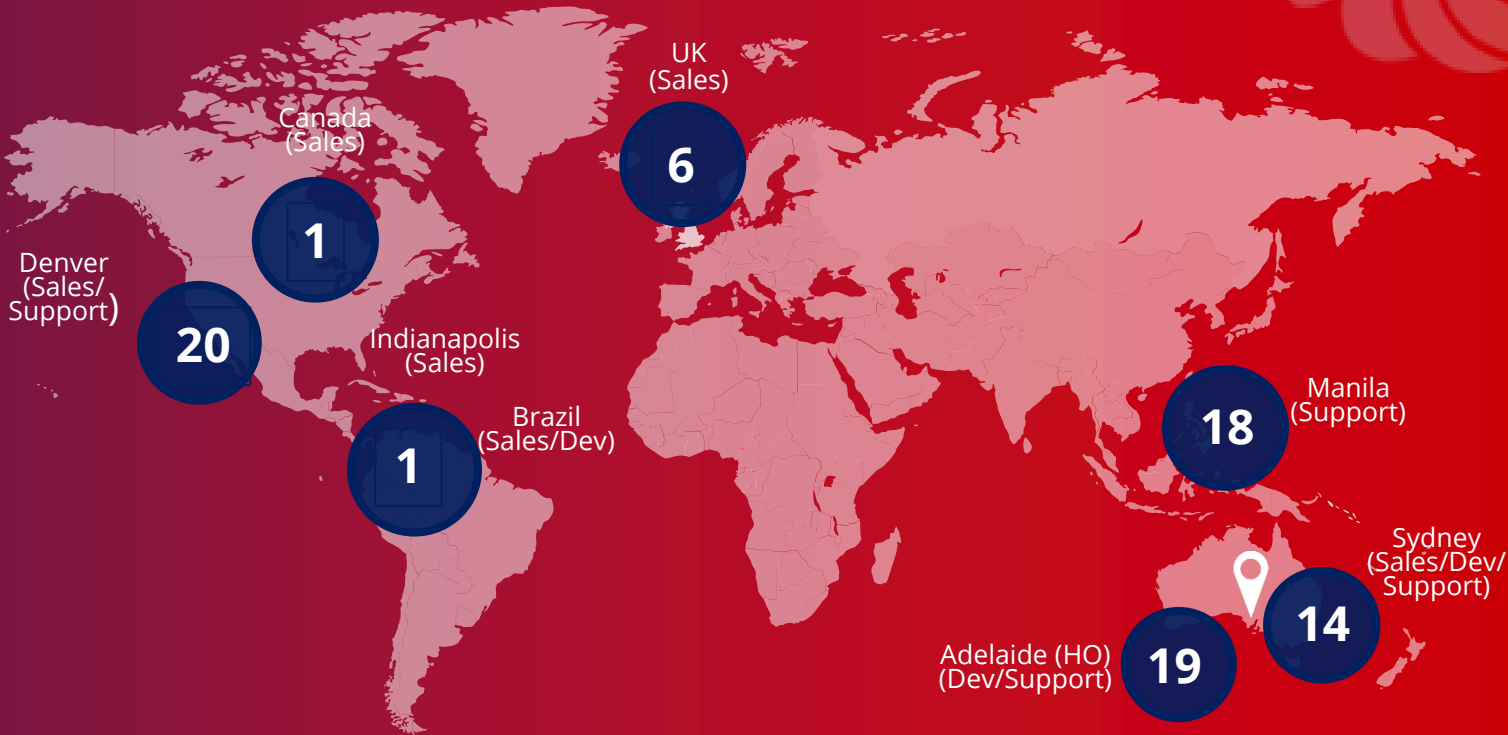 UK
(Sales)
6
Canada
(Sales)
1
Denver
(Sales/
Support)
20
Indianapolis
(Sales)
Brazil
(Sales/Dev)
1
Manila
(Support)
18
Sydney
(Sales/Dev/
Support)
14
Adelaide (HO)
(Dev/Support)
19